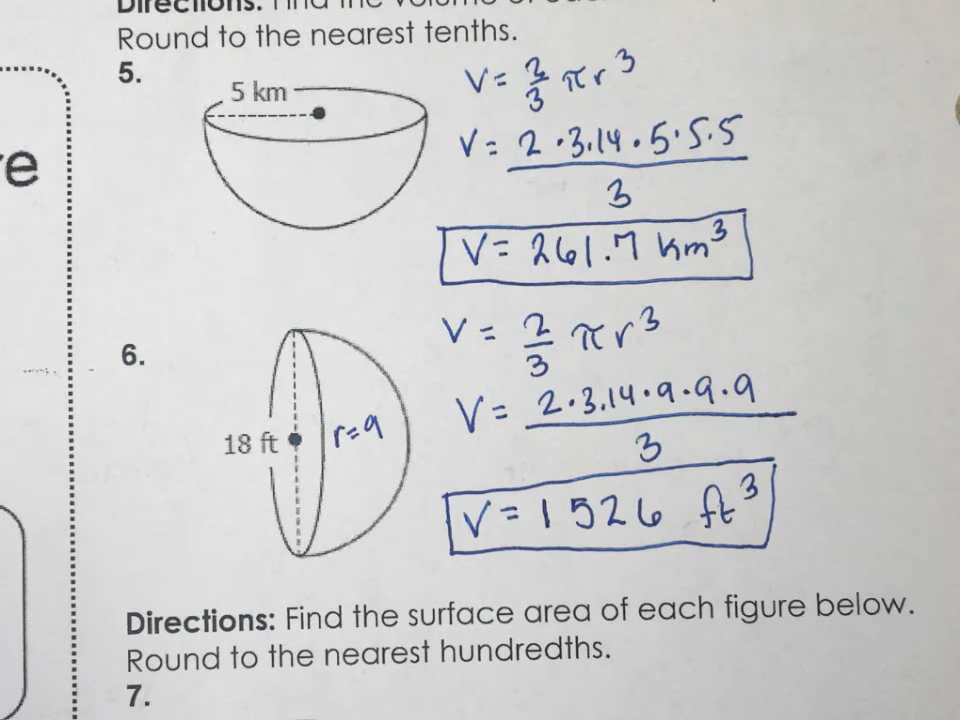 Directions:
Round to the nearest tenths.
5.
5 km
V = 2/3 πr³
V = 2 · 3.14 · 5 · 5 · 5
3
V = 261.7 km³
6.
18 ft
r=9
V = 2/3 πr³
V = 2 · 3.14 · 9 · 9 · 9
3
V = 1526 ft³
Directions: Find the surface area of each figure below.
Round to the nearest hundredths.
7.